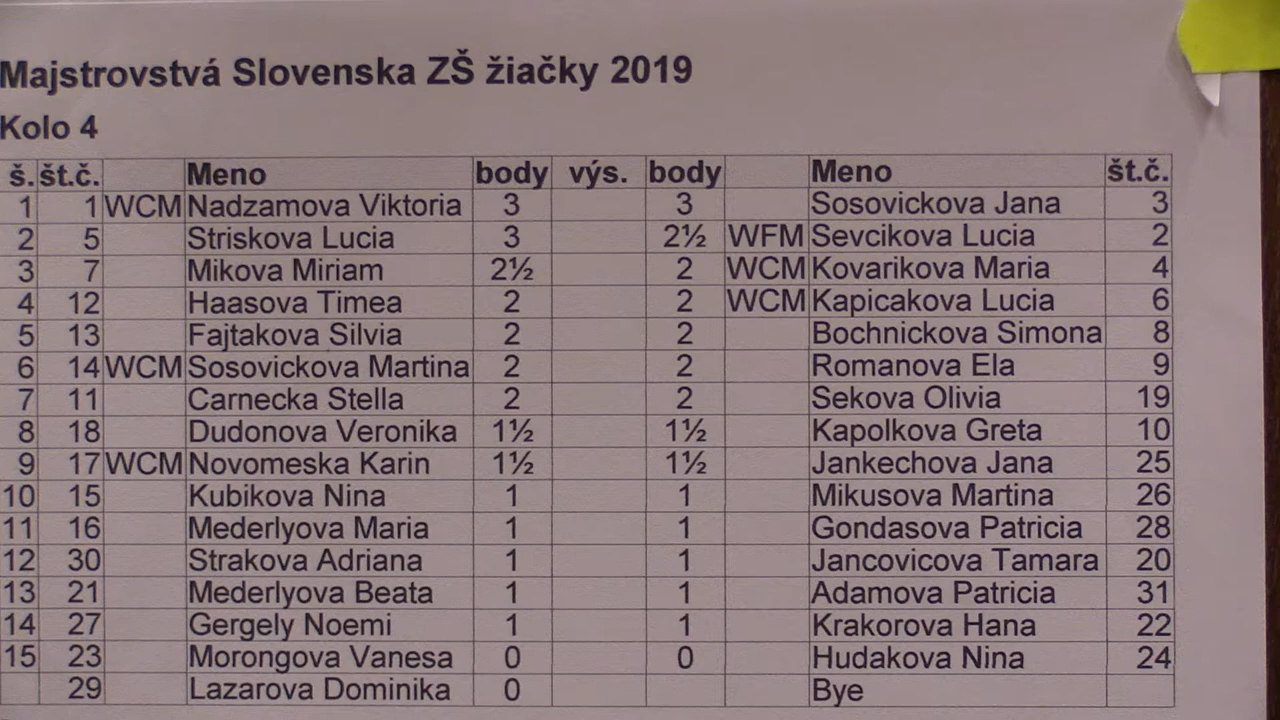 Majstrovstvá Slovenska ZŠ žiačky 2019
Kolo 4
š. št.č. Meno body výs. body Meno št.č.
1 1 WCM Nadzamova Viktoria 3 3 Sosovickova Jana 3
2 5 Striskova Lucia 3 2½ WFM Sevcikova Lucia 2
3 7 Mikova Miriam 2½ 2 WCM Kovarikova Maria 4
4 12 Haasova Timea 2 2 WCM Kapicakova Lucia 6
5 13 Fajtakova Silvia 2 2 Bochnickova Simona 8
6 14 WCM Sosovickova Martina 2 2 Romanova Ela 9
7 11 Carnecka Stella 2 2 Sekova Olivia 19
8 18 Dudonova Veronika 1½ 1½ Kapolkova Greta 10
9 17 WCM Novomeska Karin 1½ 1½ Jankechova Jana 25
10 15 Kubikova Nina 1 1 Mikusova Martina 26
11 16 Mederlyova Maria 1 1 Gondasova Patricia 28
12 30 Strakova Adriana 1 1 Jancovicova Tamara 20
13 21 Mederlyova Beata 1 1 Adamova Patricia 31
14 27 Gergely Noemi 1 1 Krakorova Hana 22
15 23 Morongova Vanesa 0 0 Hudakova Nina 24
29 Lazarova Dominika 0 Bye